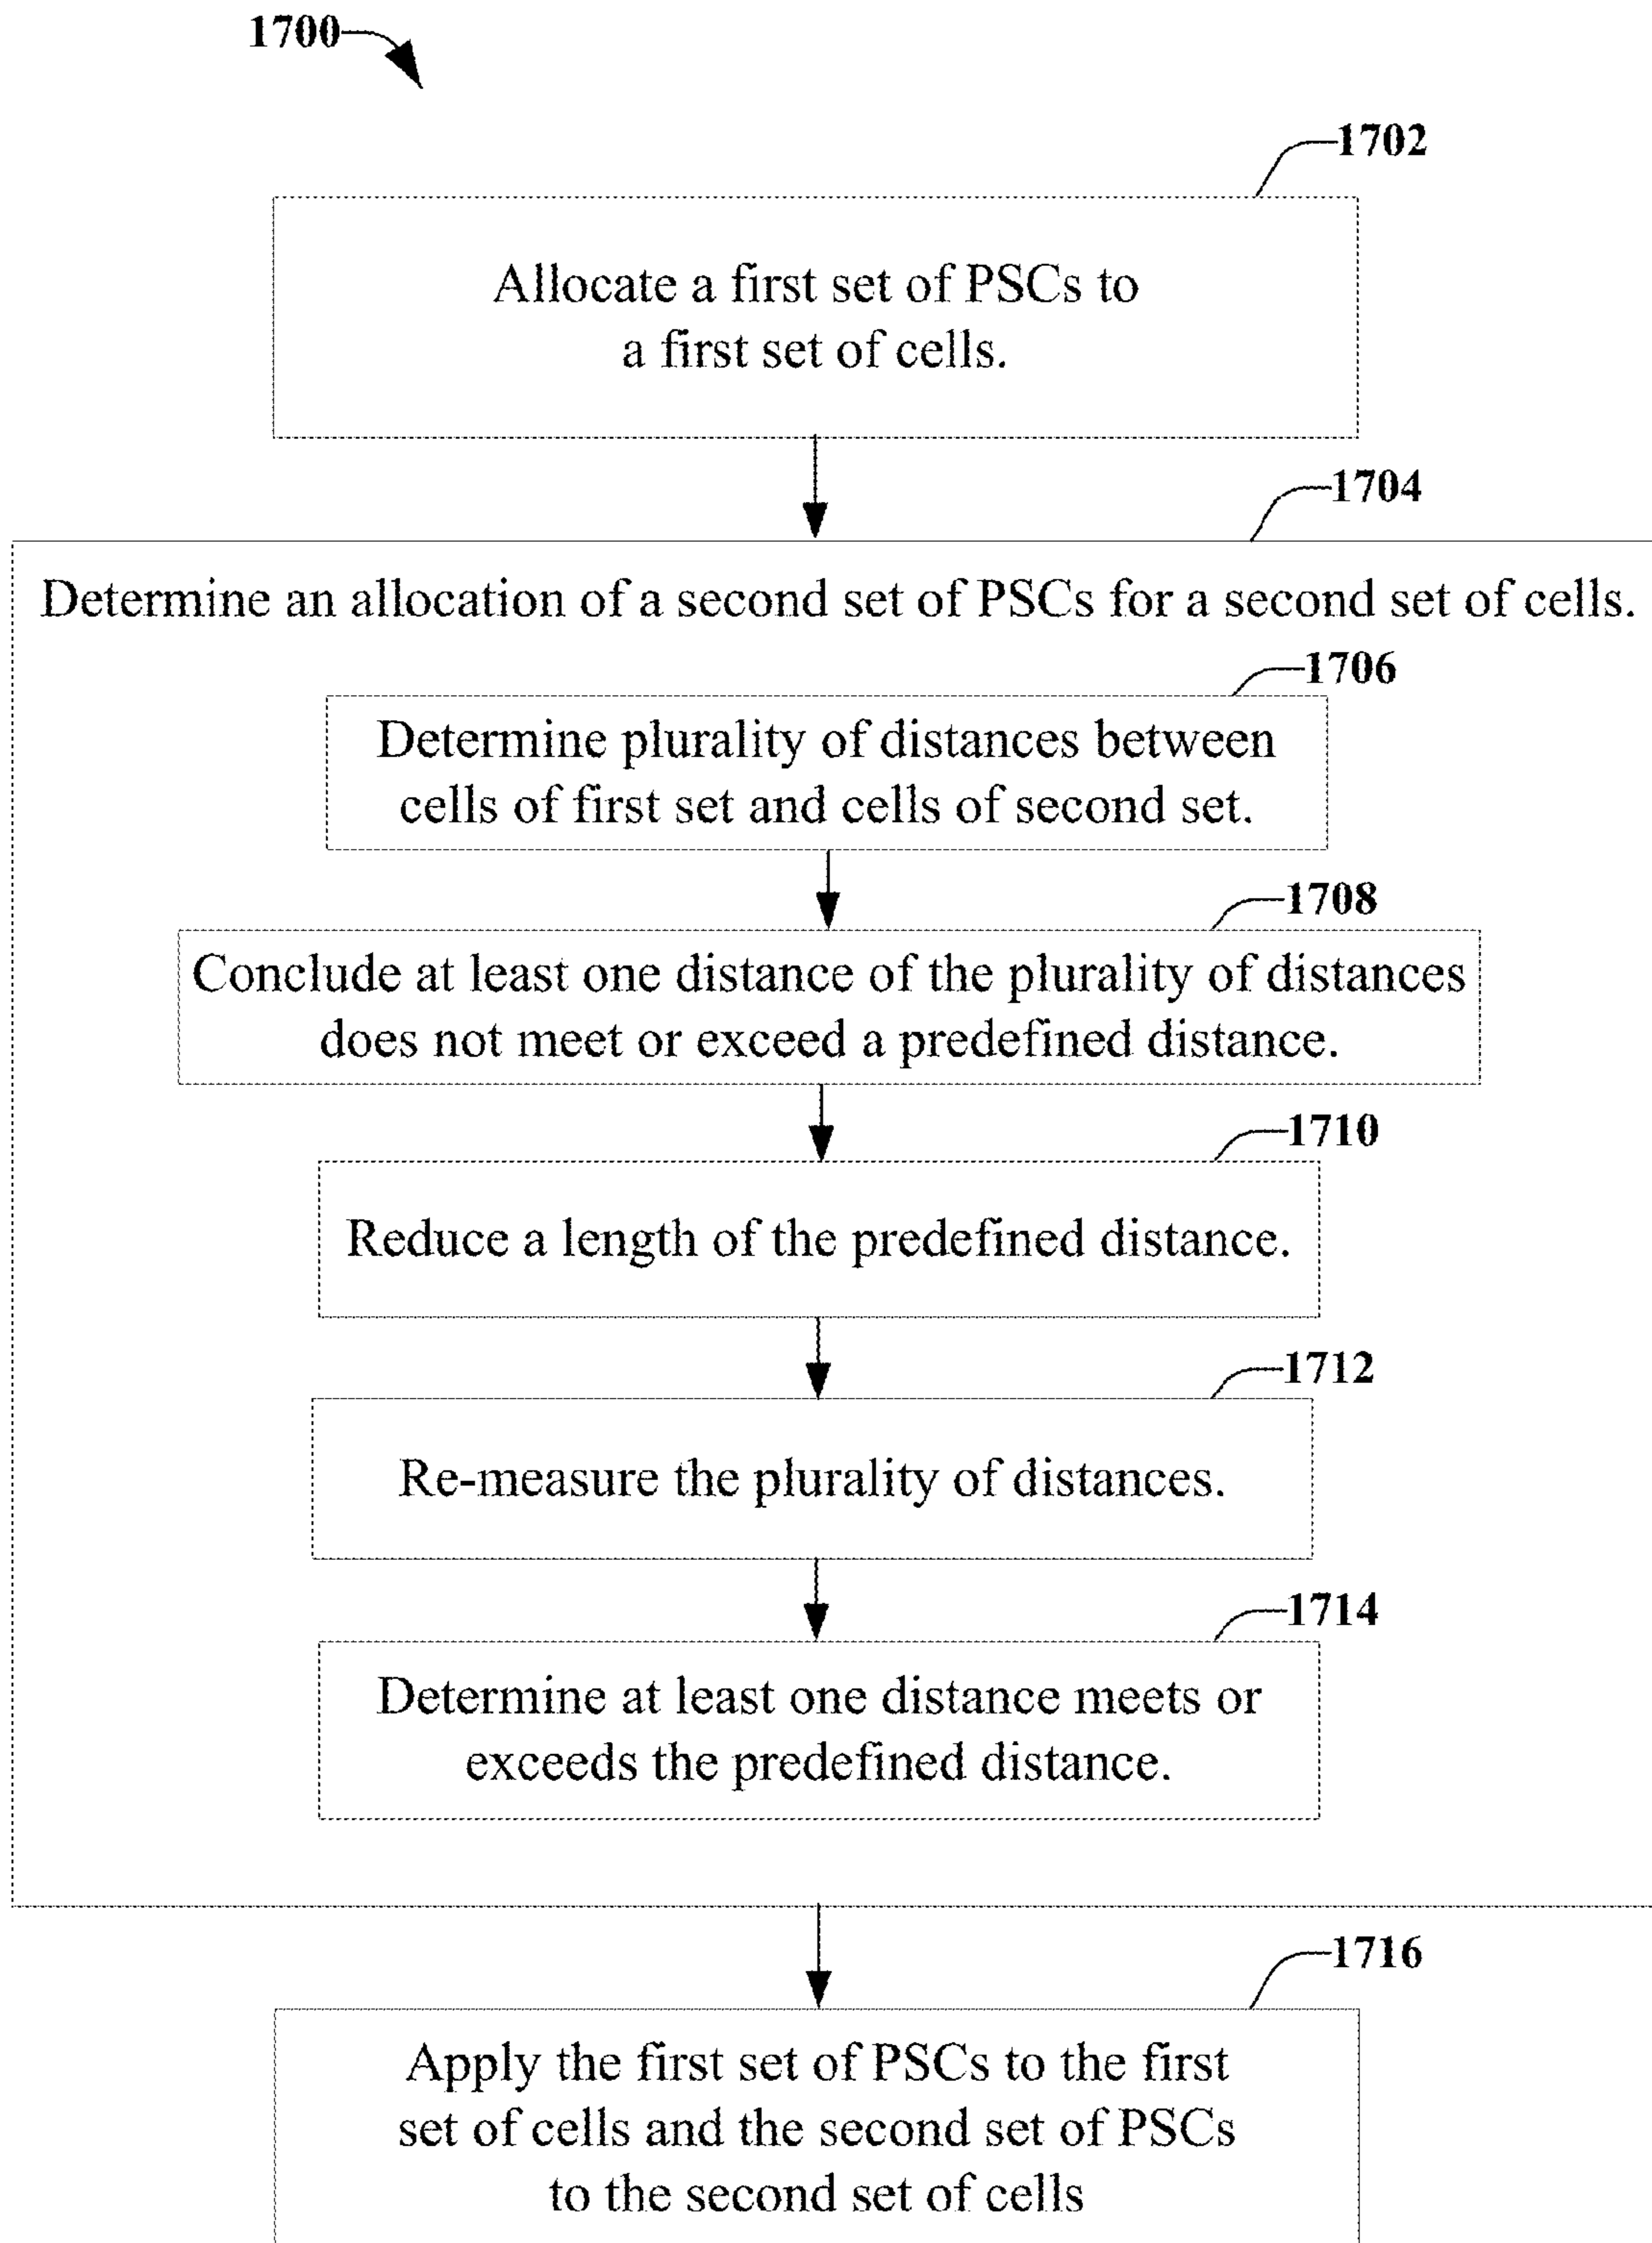 1700
1702
Allocate a first set of PSCs to
a first set of cells.
1704
Determine an allocation of a second set of PSCs for a second set of cells.
1706
Determine plurality of distances between
cells of first set and cells of second set.
1708
Conclude at least one distance of the plurality of distances
does not meet or exceed a predefined distance.
1710
Reduce a length of the predefined distance.
1712
Re-measure the plurality of distances.
1714
Determine at least one distance meets or
exceeds the predefined distance.
1716
Apply the first set of PSCs to the first
set of cells and the second set of PSCs
to the second set of cells